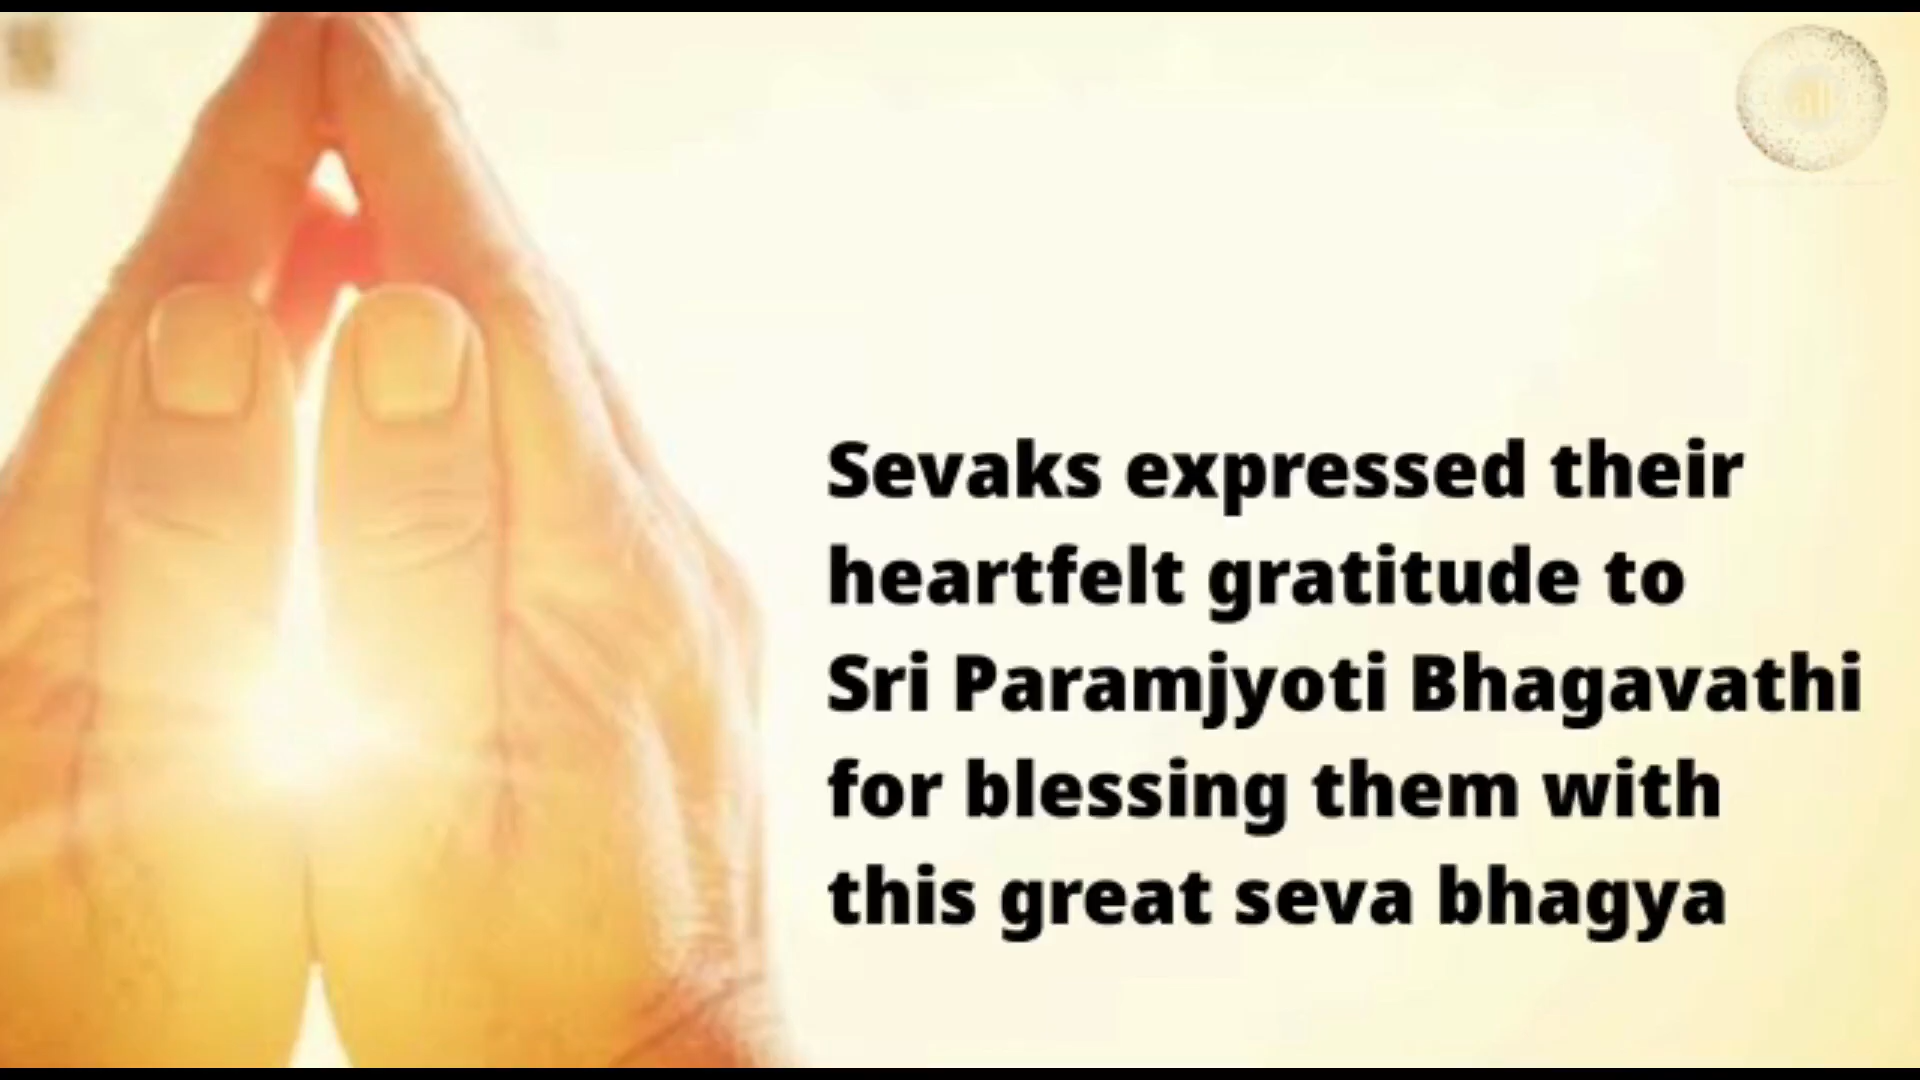 Sevaks expressed their
heartfelt gratitude to
Sri Paramjyoti Bhagavathi
for blessing them with
this great seva bhagya